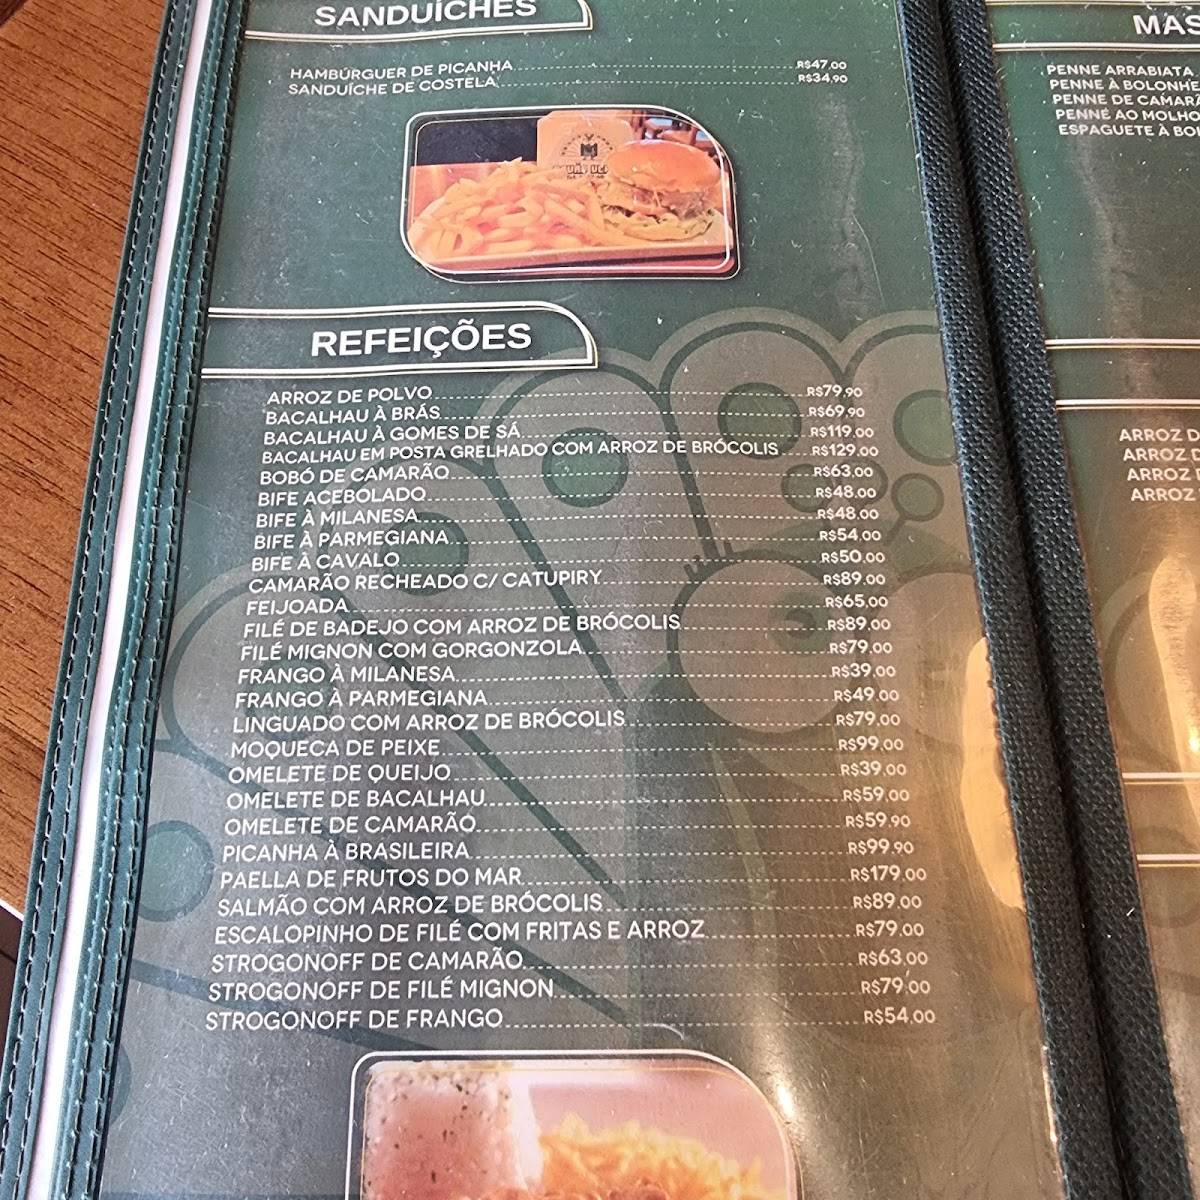 SANDUÍCHES
HAMBÚRGUER DE PICANHA R$47,00
SANDUÍCHE DE COSTELA R$34,90
REFEIÇÕES
ARROZ DE POLVO R$79,90
BACALHAU À BRÁS R$69,90
BACALHAU À GOMES DE SÁ R$119,00
BACALHAU EM POSTA GRELHADO COM ARROZ DE BRÓCOLIS R$129,00
BOBÓ DE CAMARÃO R$63,00
BIFE ACEBOLADO R$48,00
BIFE À MILANESA R$48,00
BIFE À PARMEGIANA R$54,00
BIFE À CAVALO R$50,00
CAMARÃO RECHEADO C/ CATUPIRY R$89,00
FEIJOADA R$65,00
FILÉ DE BADEJO COM ARROZ DE BRÓCOLIS R$89,00
FILÉ MIGNON COM GORGONZOLA R$79,00
FRANGO À MILANESA R$39,00
FRANGO À PARMEGIANA R$49,00
LINGUADO COM ARROZ DE BRÓCOLIS R$79,00
MOQUECA DE PEIXE R$99,00
OMELETE DE QUEIJO R$39,00
OMELETE DE BACALHAU R$59,00
OMELETE DE CAMARÃO R$59,90
PICANHA À BRASILEIRA R$99,90
PAELLA DE FRUTOS DO MAR R$179,00
SALMÃO COM ARROZ DE BRÓCOLIS R$89,00
ESCALOPINHO DE FILÉ COM FRITAS E ARROZ R$79,00
STROGONOFF DE CAMARÃO R$63,00
STROGONOFF DE FILÉ MIGNON R$79,00
STROGONOFF DE FRANGO R$54,00
MAS
PENNE ARRABIATA
PENNE À BOLONHE
PENNE DE CAMAR
PENNE AO MOLHO
ESPAGUETE À BO
ARROZ D
ARROZ D
ARROZ
ARROZ